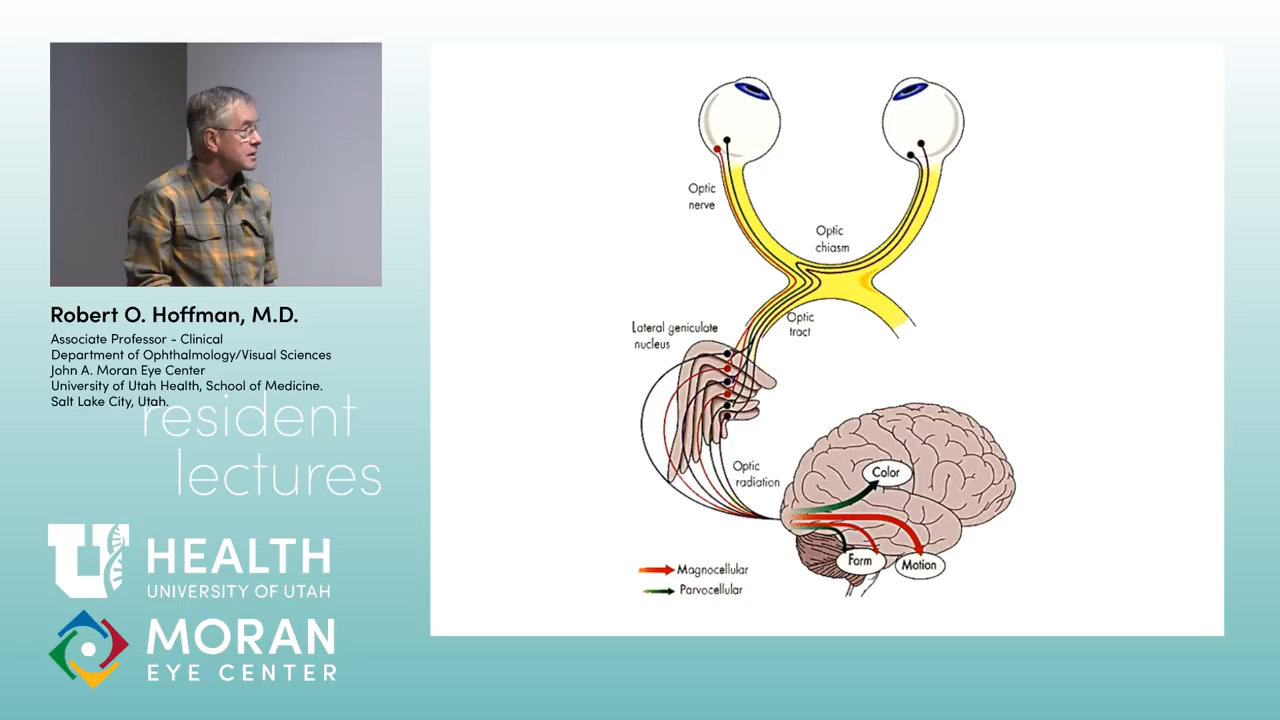 Robert O. Hoffman, M.D.
Associate Professor - Clinical
Department of Ophthalmology/Visual Sciences
John A. Moran Eye Center
University of Utah Health, School of Medicine.
Salt Lake City, Utah.
resident
lectures
U HEALTH
UNIVERSITY OF UTAH
MORAN
EYE CENTER
Optic
nerve
Optic
chiasm
Optic
tract
Lateral geniculate
nucleus
Optic
radiation
Color
Form
Motion
Magnocellular
Parvocellular